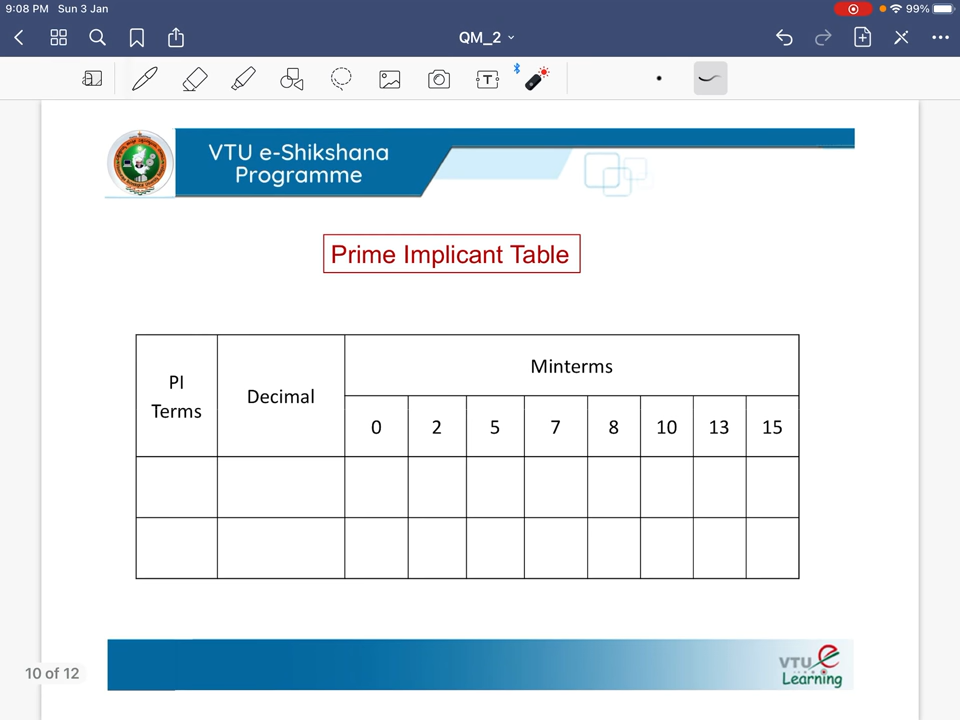 9:08 PM Sun 3 Jan
99%
QM_2
T
VTU e-Shikshana
Programme
Prime Implicant Table
PI
Terms
Decimal
Minterms
0 2 5 7 8 10 13 15
10 of 12
VTU e
Learning